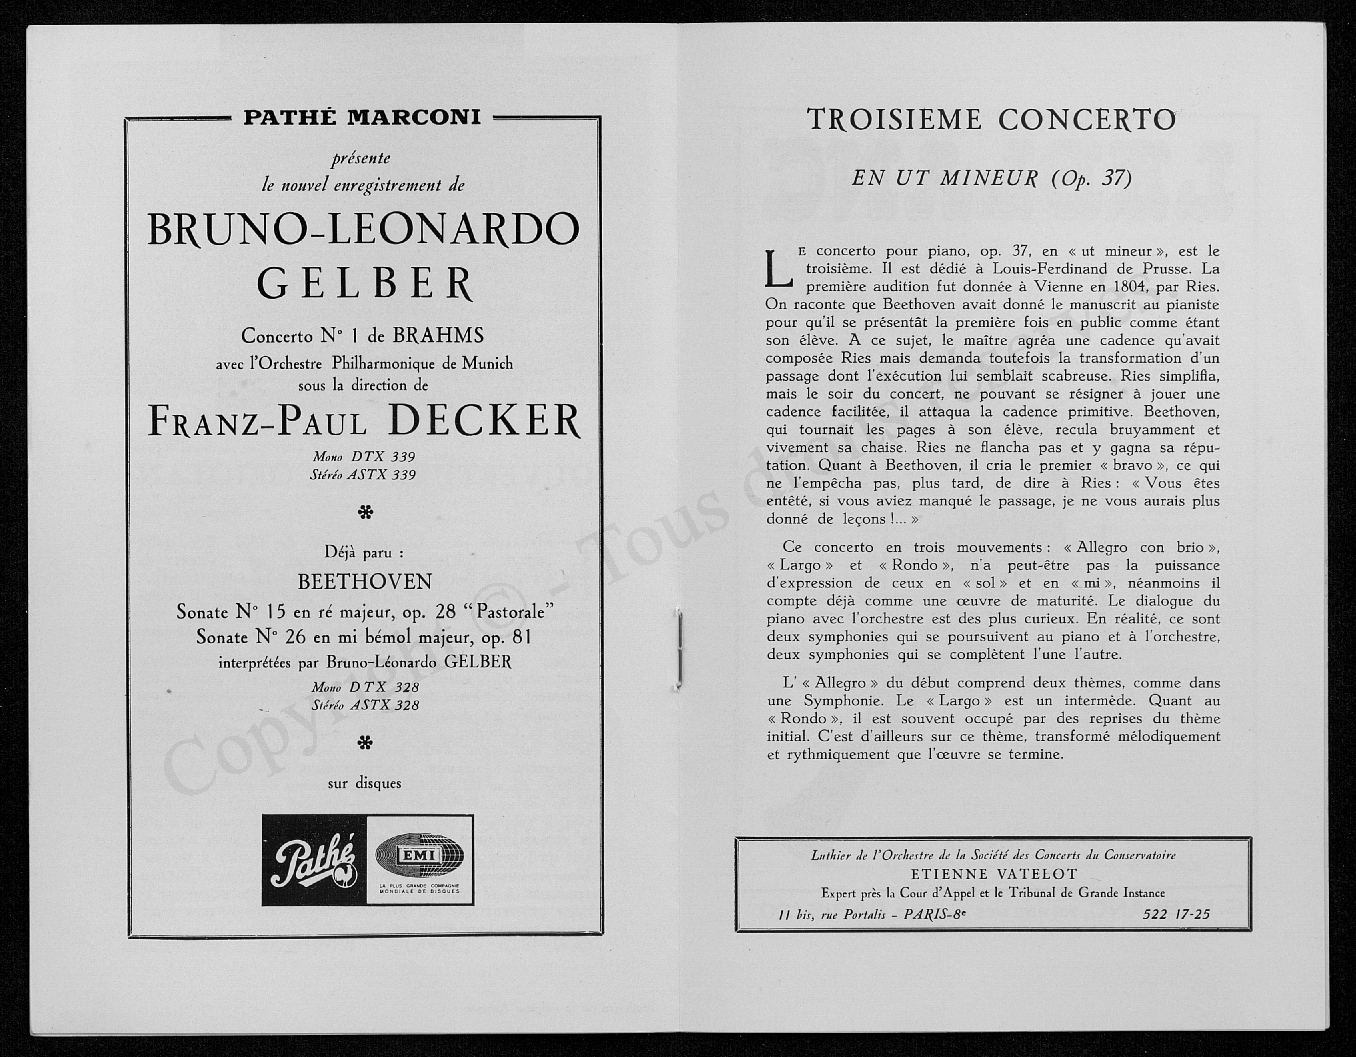 PATHÉ MARCONI
présente
le nouvel enregistrement de
BRUNO-LEONARDO
GELBER
Concerto N° 1 de BRAHMS
avec l'Orchestre Philharmonique de Munich
sous la direction de
FRANZ-PAUL DECKER
Mono DTX 339
Stéréo ASTX 339
Déjà paru :
BEETHOVEN
Sonate N° 15 en ré majeur, op. 28 "Pastorale"
Sonate N° 26 en mi bémol majeur, op. 81
interprétées par Bruno-Léonardo GELBER
Mono DTX 328
Stéréo ASTX 328
sur disques
Pathé
EMI
LA PLUS GRANDE COMPAGNIE
MONDIALE DE DISQUES
TROISIEME CONCERTO
EN UT MINEUR (Op. 37)
LE concerto pour piano, op. 37, en « ut mineur », est le
troisième. Il est dédié à Louis-Ferdinand de Prusse. La
première audition fut donnée à Vienne en 1804, par Ries.
On raconte que Beethoven avait donné le manuscrit au pianiste
pour qu'il se présentât la première fois en public comme étant
son élève. A ce sujet, le maître agréa une cadence qu'avait
composée Ries mais demanda toutefois la transformation d'un
passage dont l'exécution lui semblait scabreuse. Ries simplifia,
mais le soir du concert, ne pouvant se résigner à jouer une
cadence facilitée, il attaqua la cadence primitive. Beethoven,
qui tournait les pages à son élève, recula bruyamment et
vivement sa chaise. Ries ne flancha pas et y gagna sa répu-
tation. Quant à Beethoven, il cria le premier « bravo », ce qui
ne l'empêcha pas, plus tard, de dire à Ries : « Vous êtes
entêté, si vous aviez manqué le passage, je ne vous aurais plus
donné de leçons !... »
Ce concerto en trois mouvements : « Allegro con brio »,
« Largo » et « Rondo », n'a peut-être pas la puissance
d'expression de ceux en « sol » et en « mi », néanmoins il
compte déjà comme une œuvre de maturité. Le dialogue du
piano avec l'orchestre est des plus curieux. En réalité, ce sont
deux symphonies qui se poursuivent au piano et à l'orchestre,
deux symphonies qui se complètent l'une l'autre.
L' « Allegro » du début comprend deux thèmes, comme dans
une Symphonie. Le « Largo » est un intermède. Quant au
« Rondo », il est souvent occupé par des reprises du thème
initial. C'est d'ailleurs sur ce thème, transformé mélodiquement
et rythmiquement que l'œuvre se termine.
Luthier de l'Orchestre de la Société des Concerts du Conservatoire
ETIENNE VATELOT
Expert près la Cour d'Appel et le Tribunal de Grande Instance
11 bis, rue Portalis - PARIS-8e 522 17-25
Copyright © - Tous droits